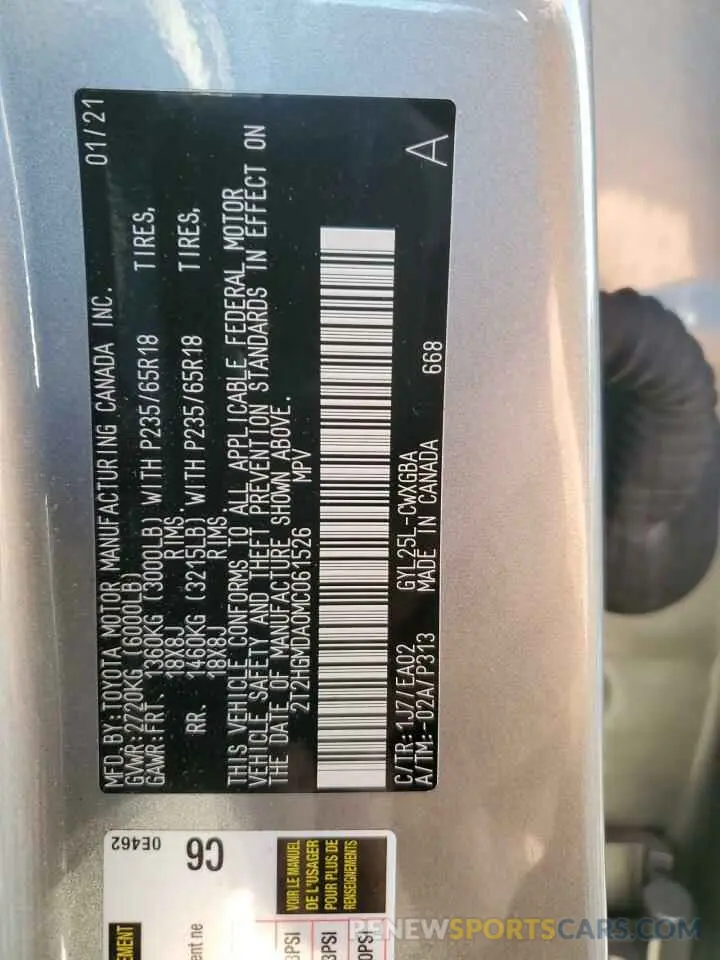 MFD. BY: TOYOTA MOTOR MANUFACTURING CANADA INC. 01/21
GVWR: 2720KG (6000LB)
GAWR: FRT. 1360KG (3000LB) WITH P235/65R18 TIRES,
18X8J RIMS.
RR. 1460KG (3215LB) WITH P235/65R18 TIRES,
18X8J RIMS.
THIS VEHICLE CONFORMS TO ALL APPLICABLE FEDERAL MOTOR
VEHICLE SAFETY AND THEFT PREVENTION STANDARDS IN EFFECT ON
THE DATE OF MANUFACTURE SHOWN ABOVE.
2T2HGMDA0MC061526 MPV
C/TR: 1J7/EA02 GYL25L-CWXGBA 668
A/TM:-02A/P313 MADE IN CANADA A
0E462
C6
VOIR LE MANUEL
DE L'USAGER
POUR PLUS DE
RENSEIGNEMENTS
RENEWSPORTSCARS.COM